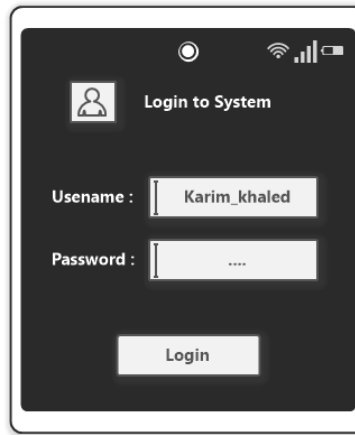 Login to System
Usename : Karim_khaled
Password : ....
Login